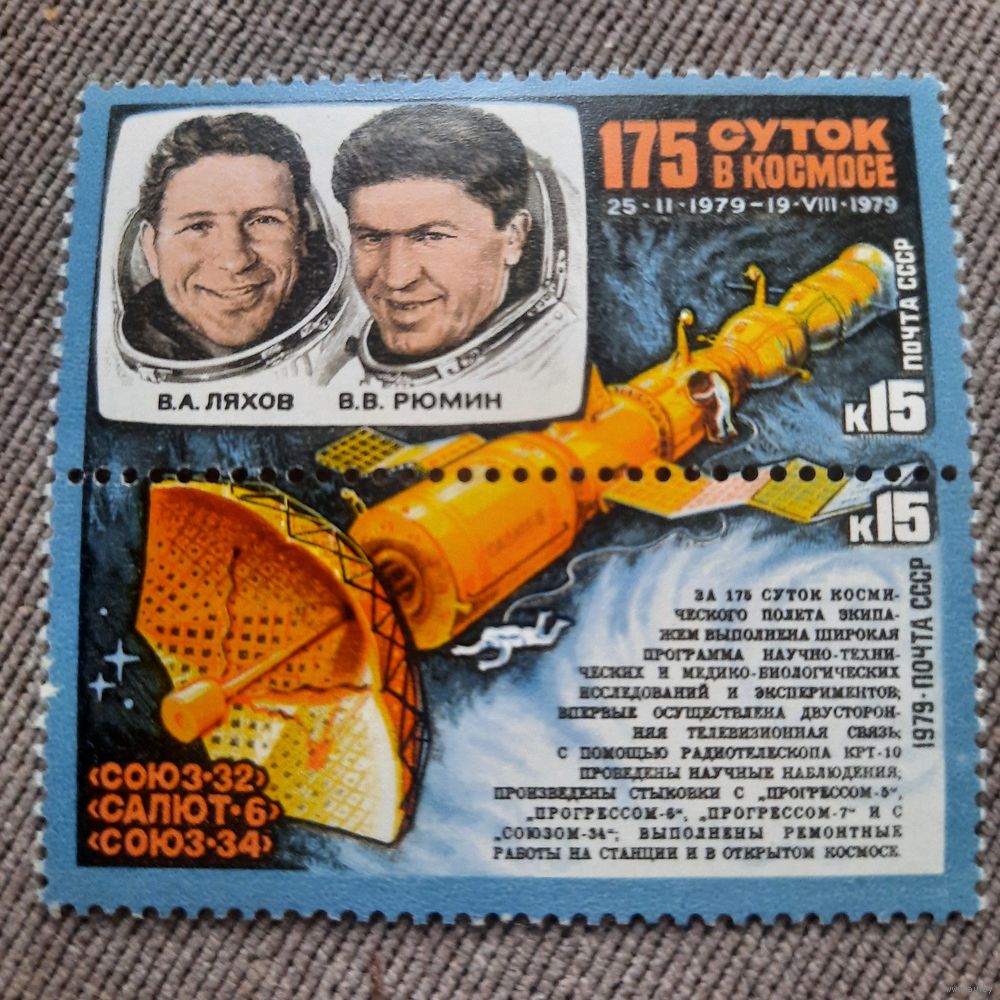 175 СУТОК
В КОСМОСЕ
25·II·1979–19·VIII·1979
В.А. ЛЯХОВ В.В. РЮМИН
ПОЧТА СССР
К15
К15
1979·ПОЧТА СССР
ЗА 175 СУТОК КОСМИ-
ЧЕСКОГО ПОЛЕТА ЭКИПА-
ЖЕМ ВЫПОЛНЕНА ШИРОКАЯ
ПРОГРАММА НАУЧНО-ТЕХНИ-
ЧЕСКИХ И МЕДИКО-БИОЛОГИЧЕСКИХ
ИССЛЕДОВАНИЙ И ЭКСПЕРИМЕНТОВ;
ВПЕРВЫЕ ОСУЩЕСТВЛЕНА ДВУСТОРОН-
НЯЯ ТЕЛЕВИЗИОННАЯ СВЯЗЬ;
С ПОМОЩЬЮ РАДИОТЕЛЕСКОПА КРТ-10
ПРОВЕДЕНЫ НАУЧНЫЕ НАБЛЮДЕНИЯ;
ПРОИЗВЕДЕНЫ СТЫКОВКИ С „ПРОГРЕССОМ-5“,
„ПРОГРЕССОМ-6“, „ПРОГРЕССОМ-7“ И С
„СОЮЗОМ-34“; ВЫПОЛНЕНЫ РЕМОНТНЫЕ
РАБОТЫ НА СТАНЦИИ И В ОТКРЫТОМ КОСМОСЕ.
‹СОЮЗ·32›
‹САЛЮТ·6›
‹СОЮЗ·34›